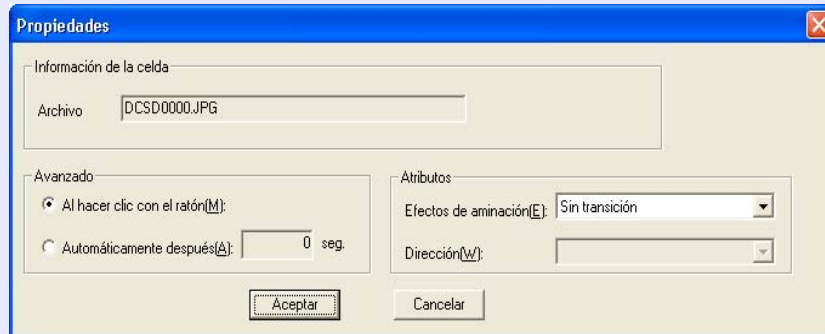 Propiedades
Información de la celda
Archivo DCSD0000.JPG
Avanzado
Al hacer clic con el ratón(M):
Automáticamente después(A): 0 seg.
Atributos
Efectos de aminación(E): Sin transición
Dirección(W):
Aceptar Cancelar